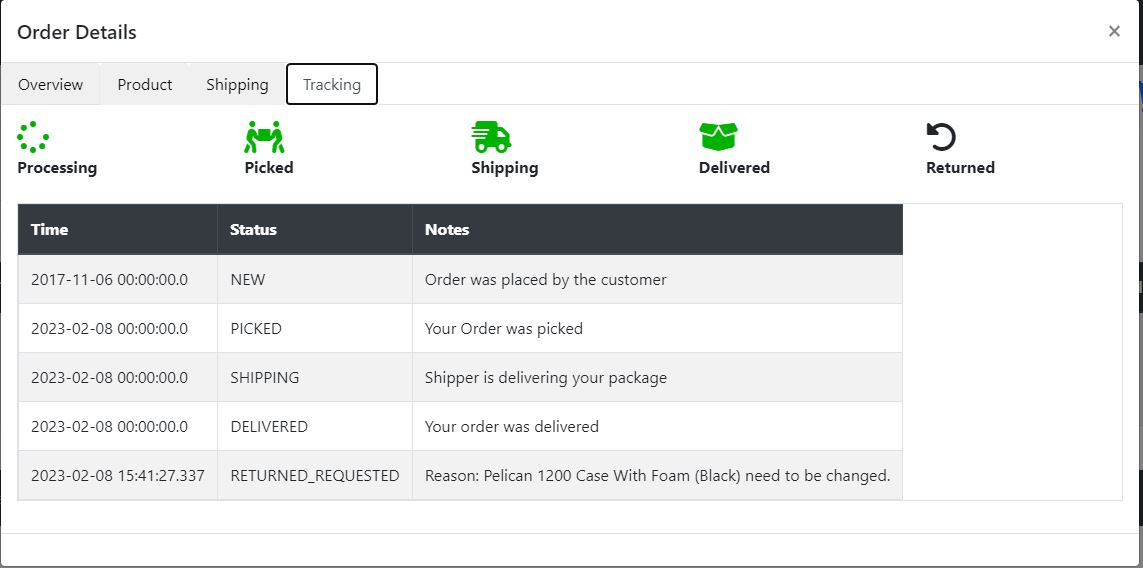 Order Details ×
Overview Product Shipping Tracking
Processing Picked Shipping Delivered Returned
Time Status Notes
2017-11-06 00:00:00.0 NEW Order was placed by the customer
2023-02-08 00:00:00.0 PICKED Your Order was picked
2023-02-08 00:00:00.0 SHIPPING Shipper is delivering your package
2023-02-08 00:00:00.0 DELIVERED Your order was delivered
2023-02-08 15:41:27.337 RETURNED_REQUESTED Reason: Pelican 1200 Case With Foam (Black) need to be changed.